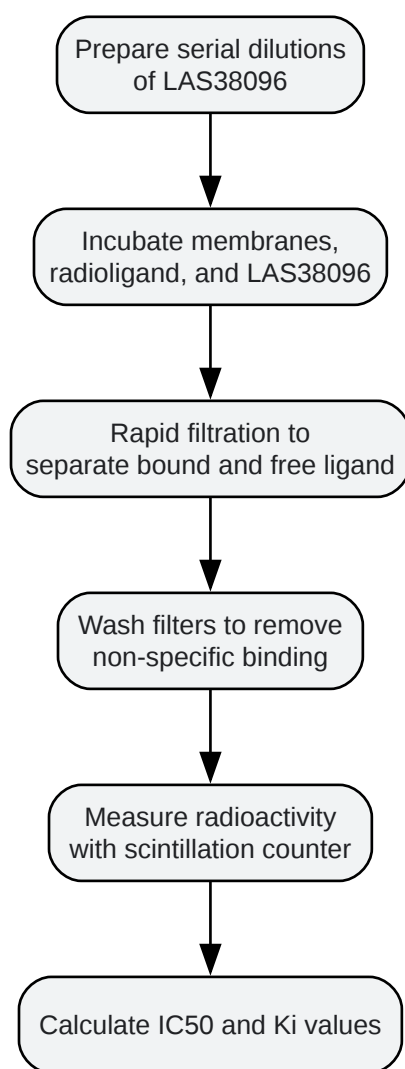 Prepare serial dilutions
of LAS38096
Incubate membranes,
radioligand, and LAS38096
Rapid filtration to
separate bound and free ligand
Wash filters to remove
non-specific binding
Measure radioactivity
with scintillation counter
Calculate IC50 and Ki values